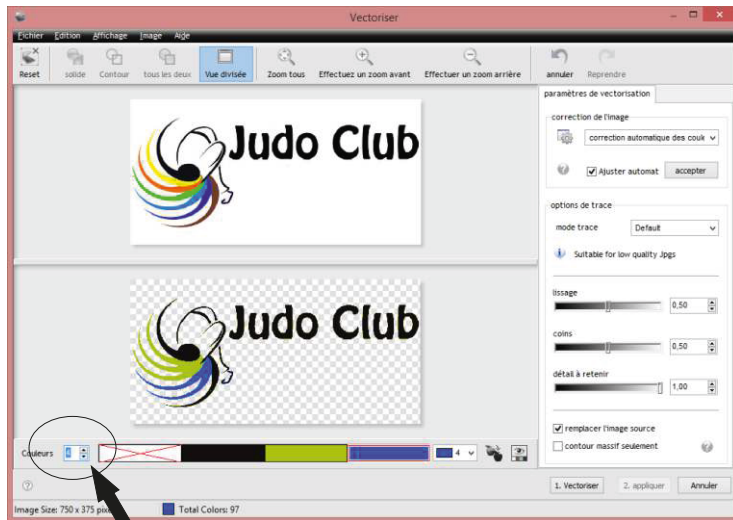 Vectoriser
Eichier Edition Affichage Image Aide
Reset solide Contour tous les deux Vue divisée Zoom tous Effectuez un zoom avant Effectuer un zoom arrière annuler Reprendre
paramètres de vectorisation
correction de l'image
correction automatique des coule
Ajuster automat accepter
options de trace
mode trace Default
Suitable for low quality Jpgs
lissage
0,50
coins
0,50
détail à retenir
1,00
remplacer l'image source
contour massif seulement
Judo Club
Judo Club
Couleurs 4 4
1. Vectoriser 2. appliquer Annuler
Image Size: 750 x 375 Total Colors: 97